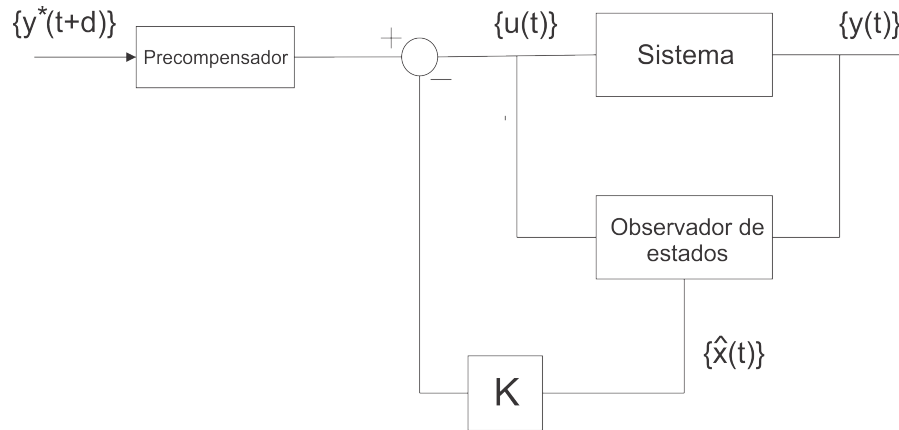 {y*(t+d)}
Precompensador
+
−
{u(t)}
Sistema
{y(t)}
Observador de
estados
{x̂(t)}
K